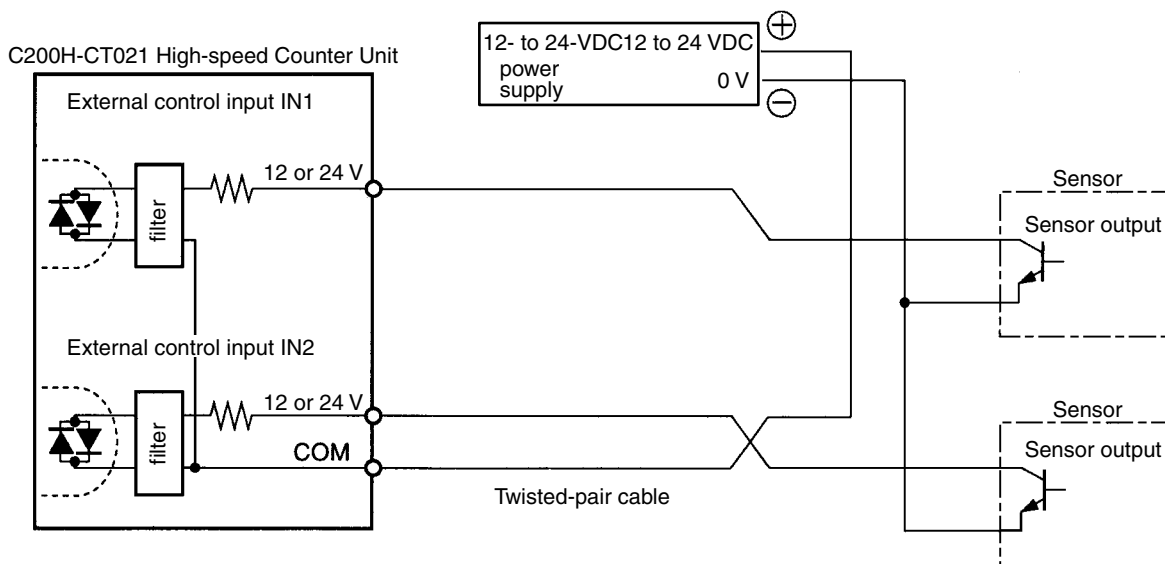 C200H-CT021 High-speed Counter Unit
12- to 24-VDC12 to 24 VDC
power
supply
0 V
+
−
External control input IN1
12 or 24 V
filter
Sensor
Sensor output
External control input IN2
12 or 24 V
filter
COM
Twisted-pair cable
Sensor
Sensor output